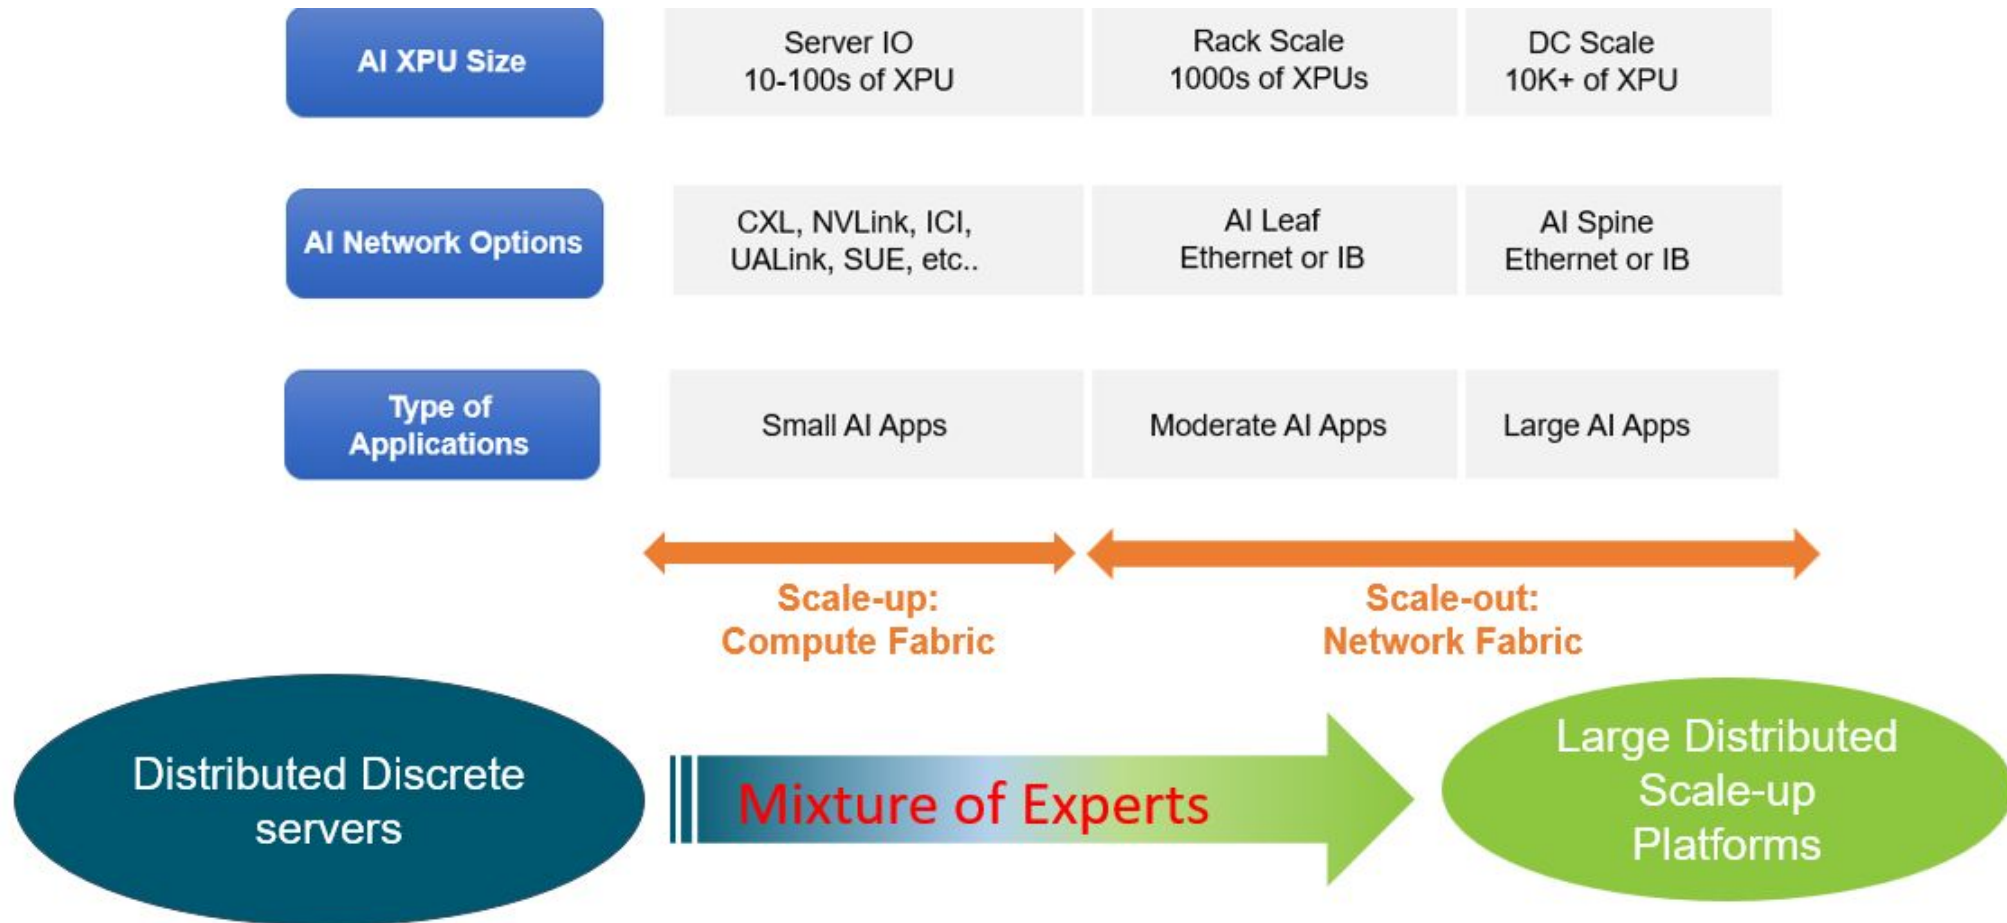 AI XPU Size
Server IO
10-100s of XPU
Rack Scale
1000s of XPUs
DC Scale
10K+ of XPU
AI Network Options
CXL, NVLink, ICI,
UALink, SUE, etc..
AI Leaf
Ethernet or IB
AI Spine
Ethernet or IB
Type of
Applications
Small AI Apps
Moderate AI Apps
Large AI Apps
Scale-up:
Compute Fabric
Scale-out:
Network Fabric
Distributed Discrete
servers
Mixture of Experts
Large Distributed
Scale-up
Platforms